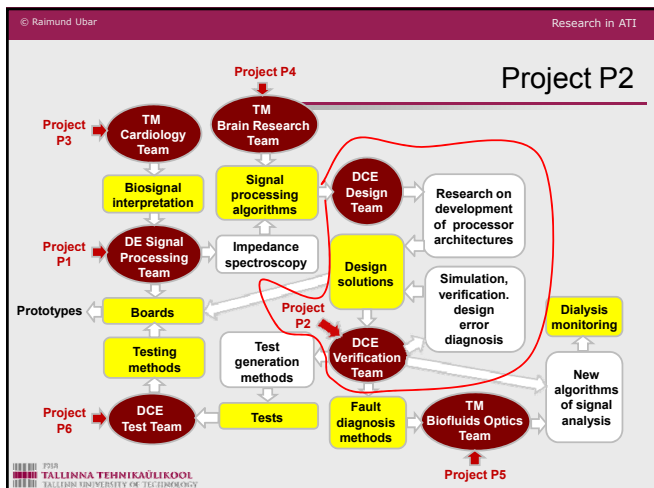 © Raimund Ubar
Research in ATI
Project P2
Project P4
Project
P3
TM
Cardiology
Team
TM
Brain Research
Team
Biosignal
interpretation
Signal
processing
algorithms
DCE
Design
Team
Research on
development
of processor
architectures
Project
P1
DE Signal
Processing
Team
Impedance
spectroscopy
Design
solutions
Simulation,
verification.
design
error
diagnosis
Prototypes
Boards
Project
P2
Dialysis
monitoring
Testing
methods
Test
generation
methods
DCE
Verification
Team
New
algorithms
of signal
analysis
Project
P6
DCE
Test Team
Tests
Fault
diagnosis
methods
TM
Biofluids Optics
Team
Project P5
1918
TALLINNA TEHNIKAÜLIKOOL
TALLINN UNIVERSITY OF TECHNOLOGY